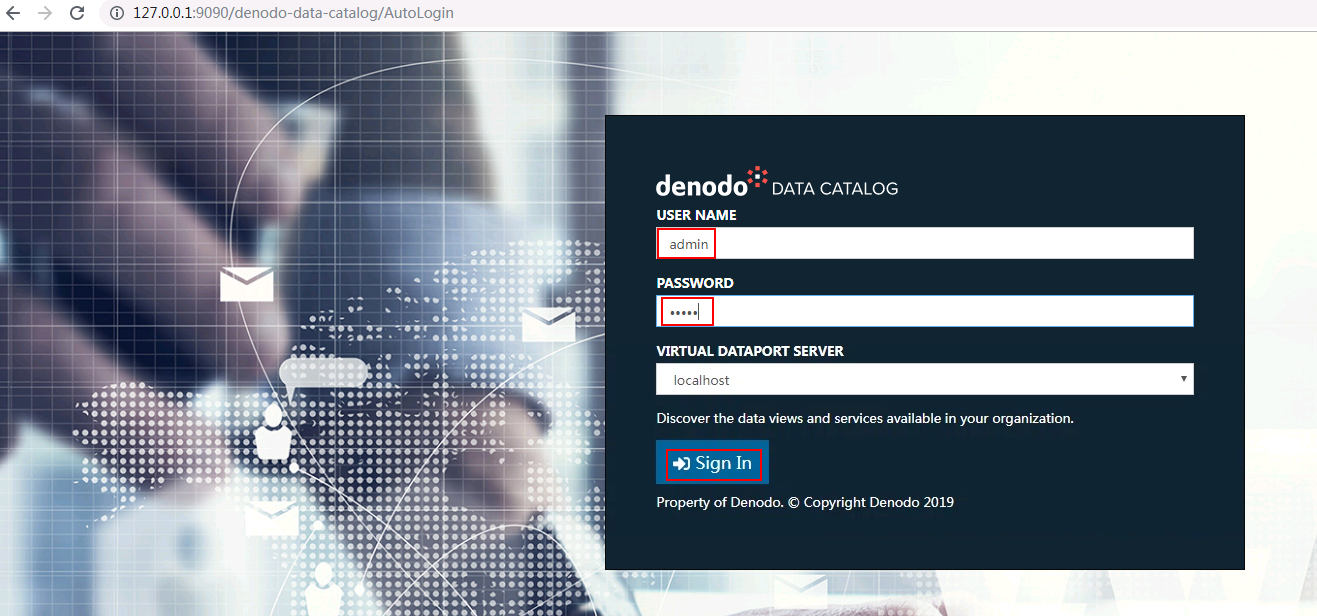 127.0.0.1:9090/denodo-data-catalog/AutoLogin
denodo DATA CATALOG
USER NAME
admin
PASSWORD
•••••
VIRTUAL DATAPORT SERVER
localhost
Discover the data views and services available in your organization.
Sign In
Property of Denodo. © Copyright Denodo 2019